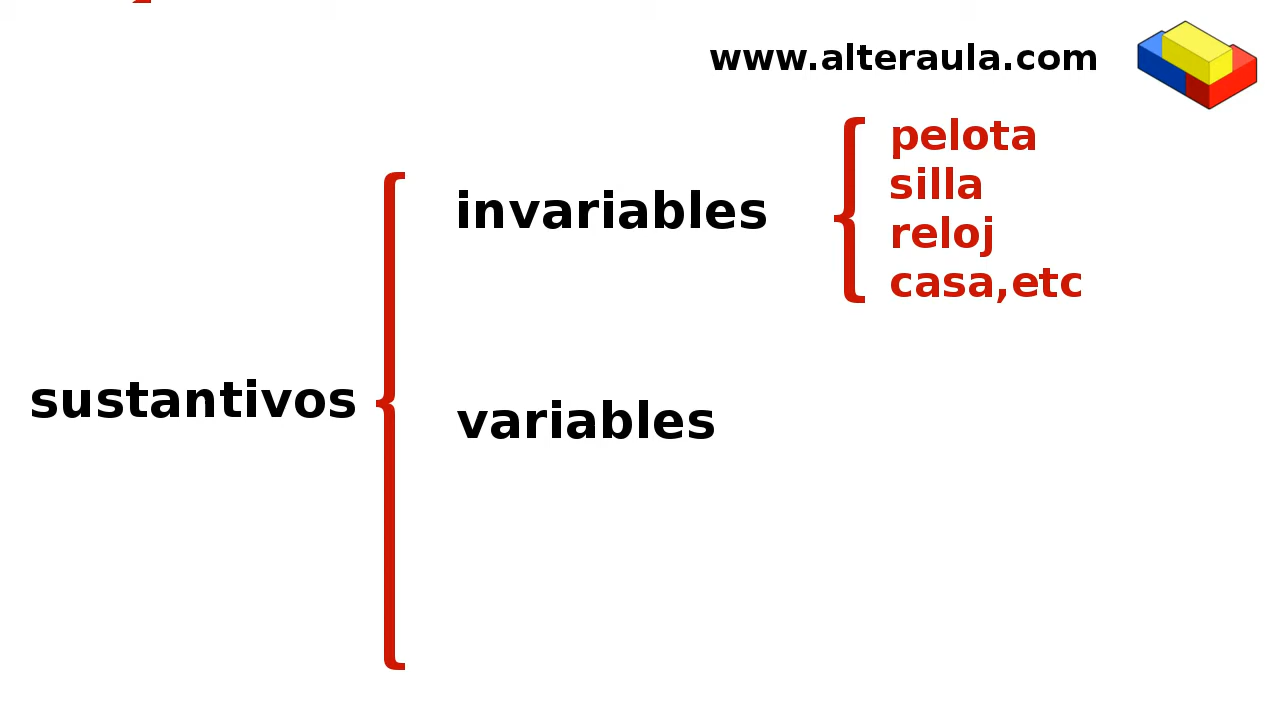 www.alteraula.com
pelota
silla
invariables
reloj
casa,etc
sustantivos
variables